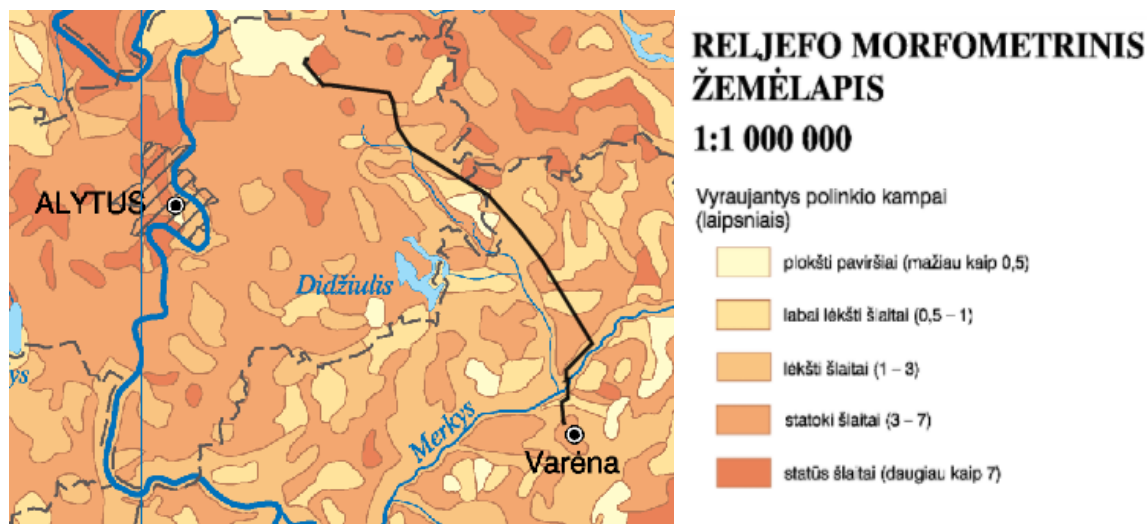 ALYTUS
Didžiulis
ys
Merkys
Varėna
RELJEFO MORFOMETRINIS
ŽEMĖLAPIS
1:1 000 000
Vyraujantys polinkio kampai
(laipsniais)
plokšti paviršiai (mažiau kaip 0,5)
labai lėkšti šlaitai (0,5 – 1)
lėkšti šlaitai (1 – 3)
statoki šlaitai (3 – 7)
statūs šlaitai (daugiau kaip 7)